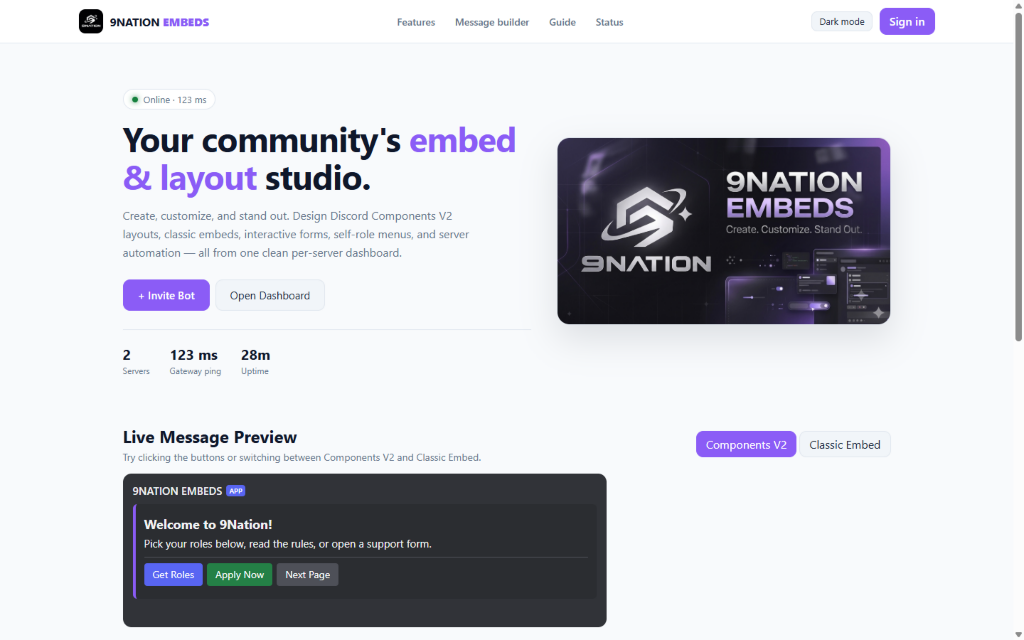 9NATION EMBEDS
Features
Message builder
Guide
Status
Dark mode
Sign in
Online · 123 ms
Your community's embed
& layout studio.
Create, customize, and stand out. Design Discord Components V2
layouts, classic embeds, interactive forms, self-role menus, and server
automation — all from one clean per-server dashboard.
+ Invite Bot
Open Dashboard
2
Servers
123 ms
Gateway ping
28m
Uptime
9NATION
9NATION
EMBEDS
Create. Customize. Stand Out.
Live Message Preview
Try clicking the buttons or switching between Components V2 and Classic Embed.
Components V2
Classic Embed
9NATION EMBEDS APP
Welcome to 9Nation!
Pick your roles below, read the rules, or open a support form.
Get Roles
Apply Now
Next Page